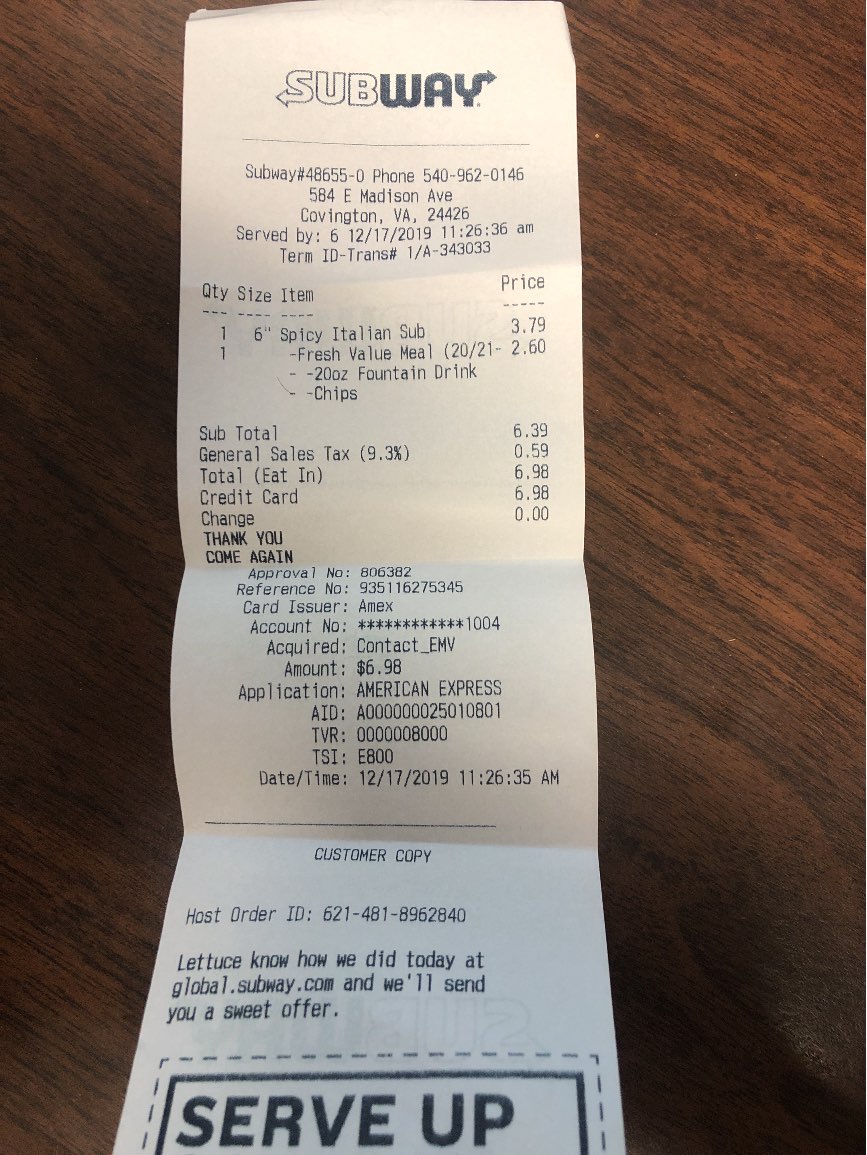 SUBWAY
Subway#48655-0 Phone 540-962-0146
584 E Madison Ave
Covington, VA, 24426
Served by: 6 12/17/2019 11:26:36 am
Term ID-Trans# 1/A-343033
Qty Size Item Price
--- ---- ---- -----
1 6" Spicy Italian Sub 3.79
1 -Fresh Value Meal (20/21- 2.60
- -20oz Fountain Drink
- -Chips
Sub Total 6.39
General Sales Tax (9.3%) 0.59
Total (Eat In) 6.98
Credit Card 6.98
Change 0.00
THANK YOU
COME AGAIN
Approval No: 806382
Reference No: 935116275345
Card Issuer: Amex
Account No: ************1004
Acquired: Contact_EMV
Amount: $6.98
Application: AMERICAN EXPRESS
AID: A000000025010801
TVR: 0000008000
TSI: E800
Date/Time: 12/17/2019 11:26:35 AM
CUSTOMER COPY
Host Order ID: 621-481-8962840
Lettuce know how we did today at
global.subway.com and we'll send
you a sweet offer.
SERVE UP